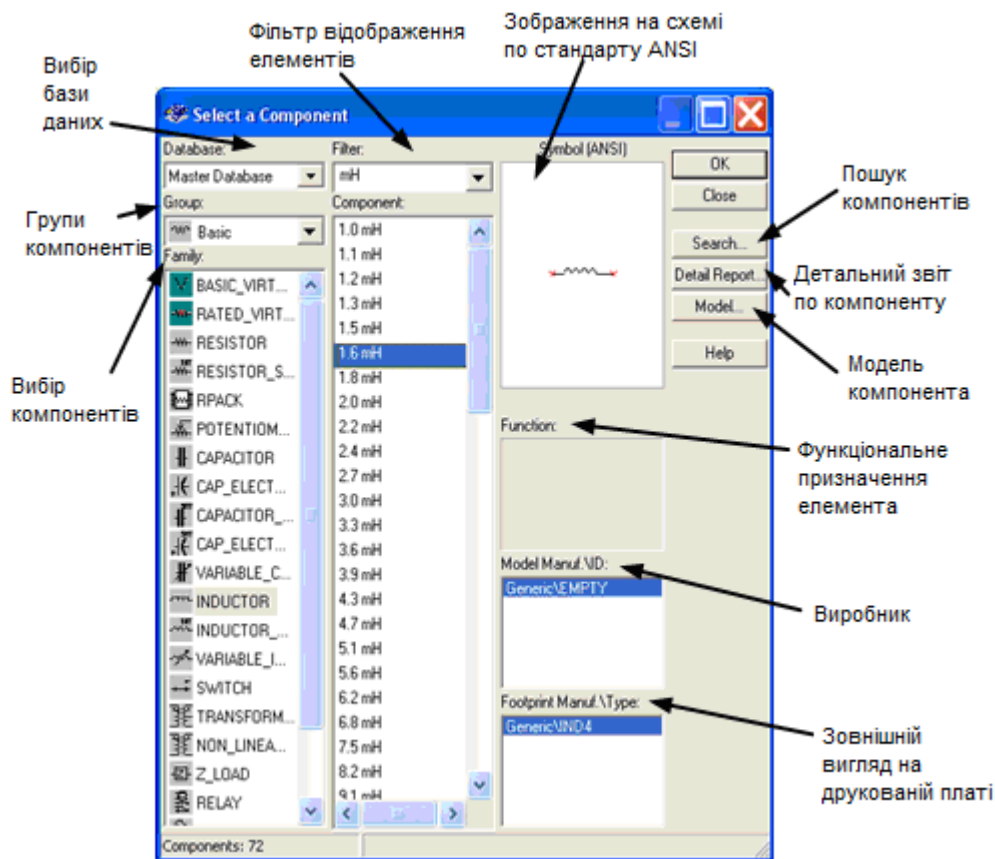 Фільтр відображення
елементів
Зображення на схемі
по стандарту ANSI
Вибір
бази
даних
Select a Component
Database:
Filter:
Symbol (ANSI)
Master Database
mH
OK
Close
Search...
Detail Report...
Model...
Help
Пошук
компонентів
Детальний звіт
по компоненту
Модель
компонента
Групи
компонентів
Group:
Basic
Family:
Component:
Вибір
компонентів
BASIC_VIRT...
RATED_VIRT...
RESISTOR
RESISTOR_S...
RPACK
POTENTIOM...
CAPACITOR
CAP_ELECT...
CAPACITOR_...
CAP_ELECT...
VARIABLE_C...
INDUCTOR
INDUCTOR_...
VARIABLE_I...
SWITCH
TRANSFORM...
NON_LINEA...
Z_LOAD
RELAY
1.0 mH
1.1 mH
1.2 mH
1.3 mH
1.5 mH
1.6 mH
1.8 mH
2.0 mH
2.2 mH
2.4 mH
2.7 mH
3.0 mH
3.3 mH
3.6 mH
3.9 mH
4.3 mH
4.7 mH
5.1 mH
5.6 mH
6.2 mH
6.8 mH
7.5 mH
8.2 mH
9.1 mH
Function:
Функціональне
призначення
елемента
Model Manuf.\ID:
Generic\EMPTY
Виробник
Footprint Manuf.\Type:
Generic\IND4
Зовнішній
вигляд на
друкованій платі
Components: 72